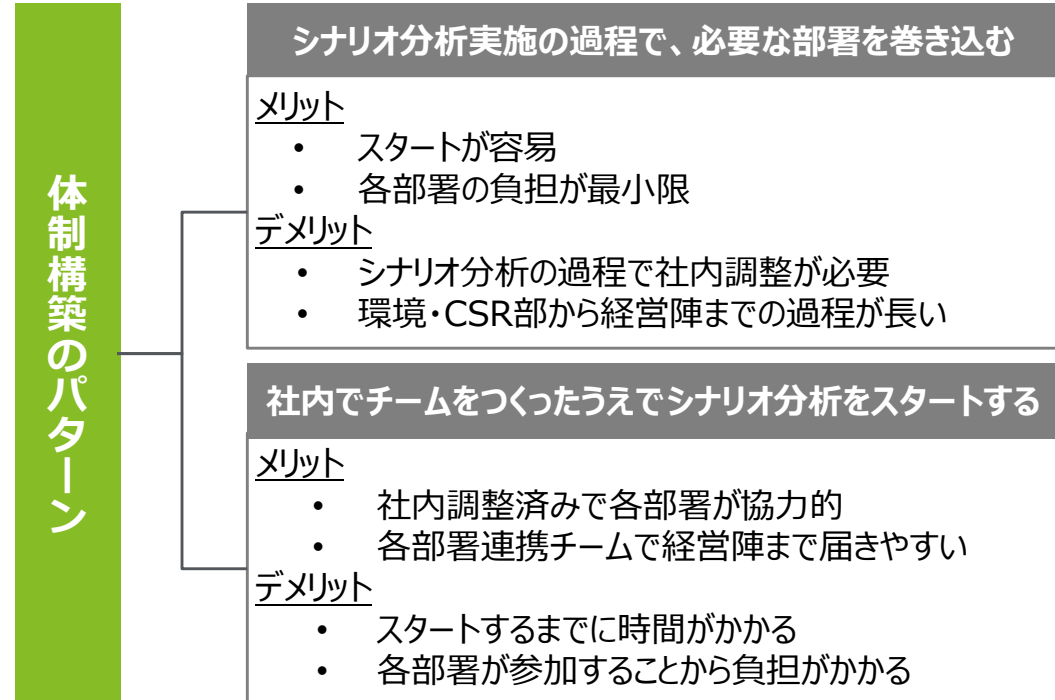 体制構築のパターン
シナリオ分析実施の過程で、必要な部署を巻き込む
メリット
• スタートが容易
• 各部署の負担が最小限
デメリット
• シナリオ分析の過程で社内調整が必要
• 環境・CSR部から経営陣までの過程が長い
社内でチームをつくったうえでシナリオ分析をスタートする
メリット
• 社内調整済みで各部署が協力的
• 各部署連携チームで経営陣まで届きやすい
デメリット
• スタートするまでに時間がかかる
• 各部署が参加することから負担がかかる